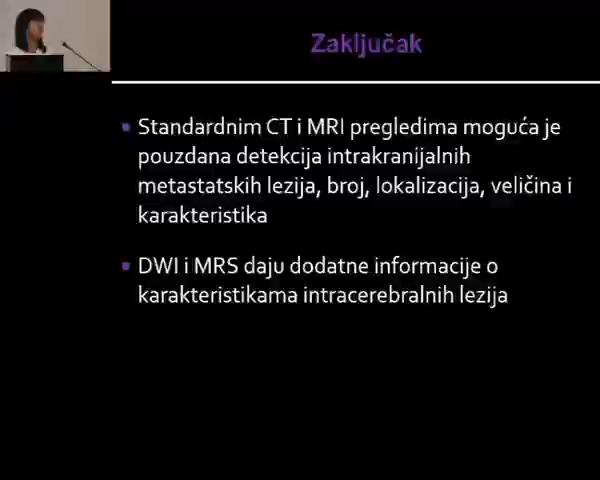 Zaključak
Standardnim CT i MRI pregledima moguća je
pouzdana detekcija intrakranijalnih
metastatskih lezija, broj, lokalizacija, veličina i
karakteristika
DWI i MRS daju dodatne informacije o
karakteristikama intracerebralnih lezija